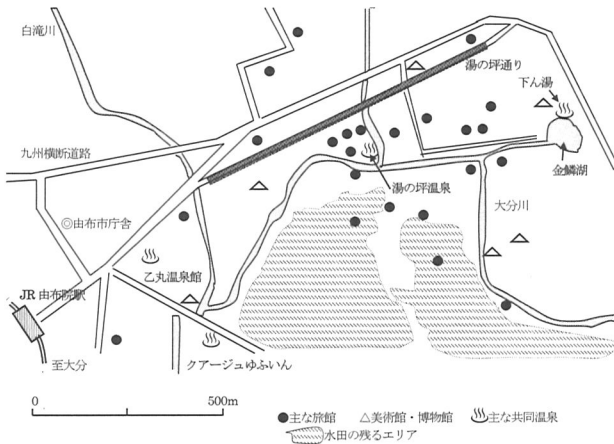 白滝川
湯の坪通り
下ん湯
九州横断道路
金鱗湖
湯の坪温泉
大分川
◎由布市庁舎
乙丸温泉館
JR 由布院駅
至大分
クアージュゆふいん
0 500m
●主な旅館 △美術館・博物館 主な共同温泉
水田の残るエリア